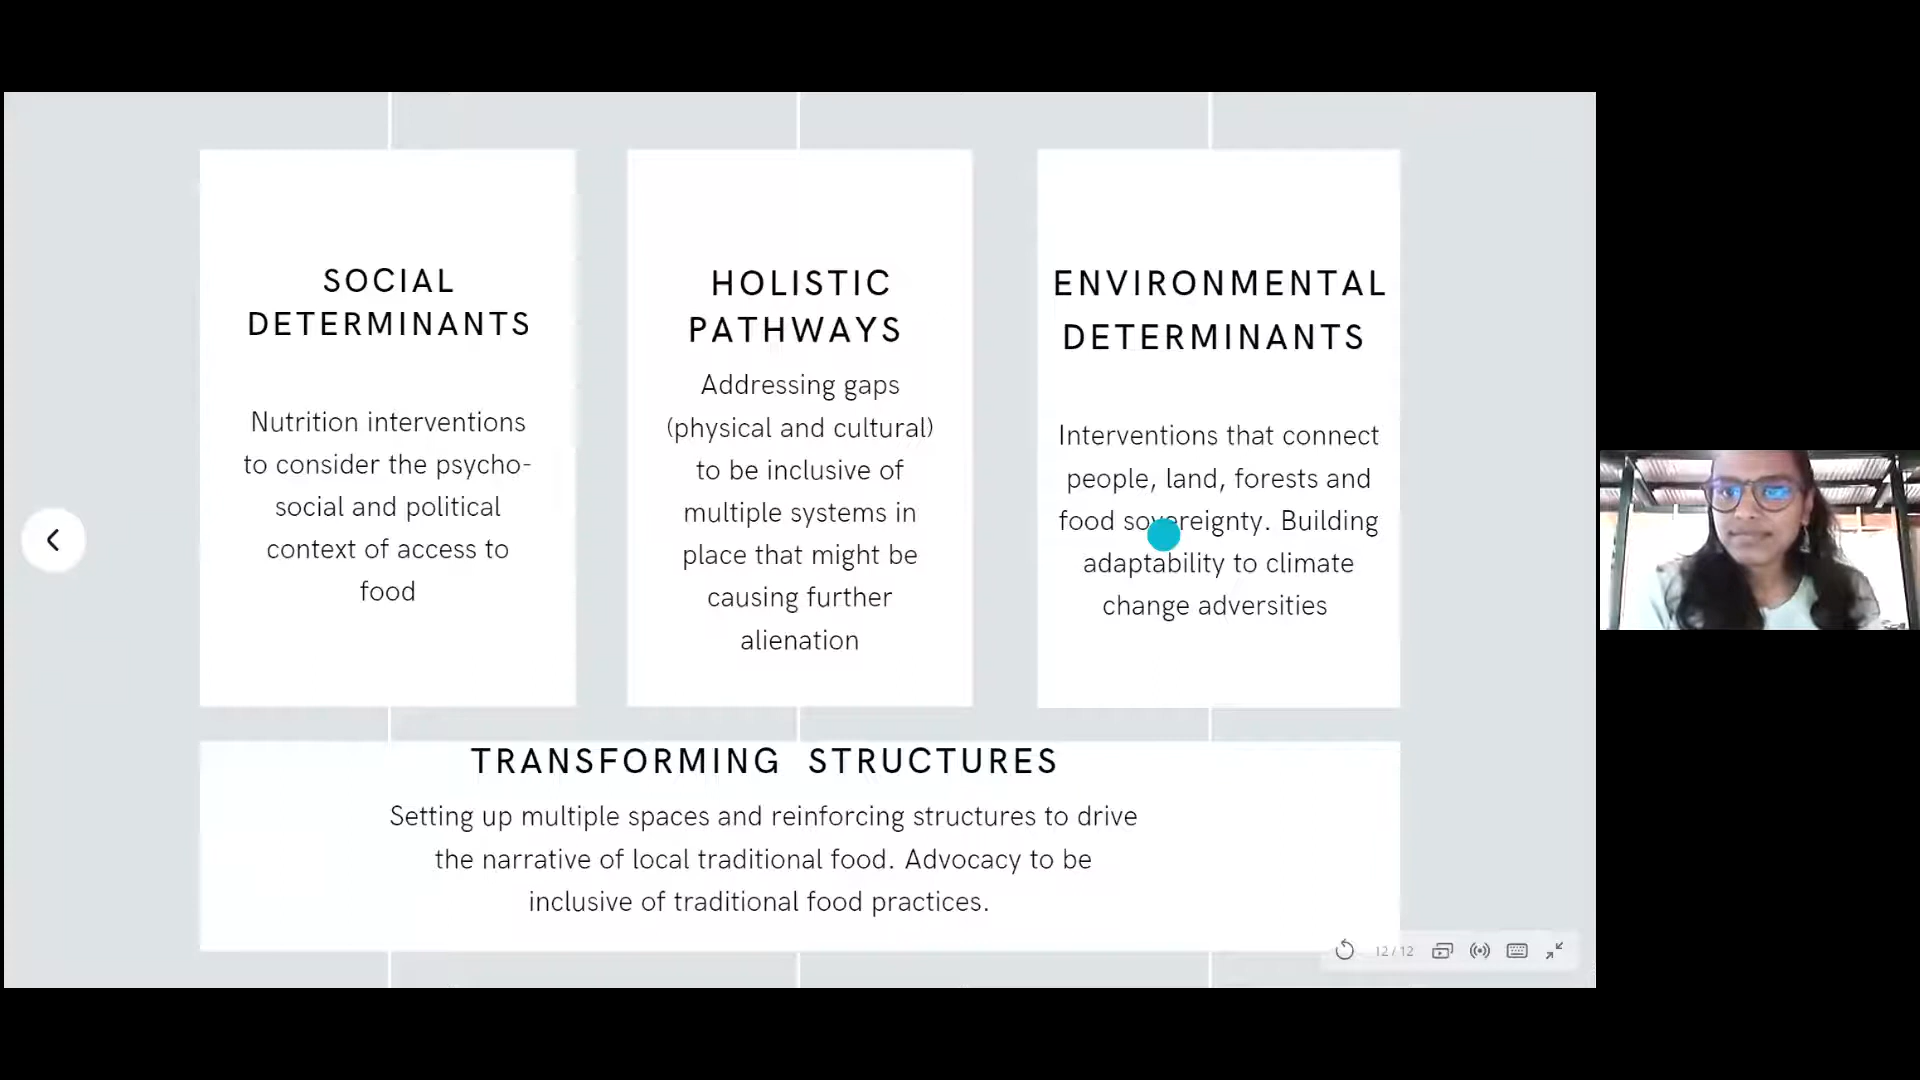 SOCIAL
DETERMINANTS
Nutrition interventions
to consider the psycho-
social and political
context of access to
food
HOLISTIC
PATHWAYS
Addressing gaps
(physical and cultural)
to be inclusive of
multiple systems in
place that might be
causing further
alienation
ENVIRONMENTAL
DETERMINANTS
Interventions that connect
people, land, forests and
food sovereignty. Building
adaptability to climate
change adversities
TRANSFORMING STRUCTURES
Setting up multiple spaces and reinforcing structures to drive
the narrative of local traditional food. Advocacy to be
inclusive of traditional food practices.
12/12